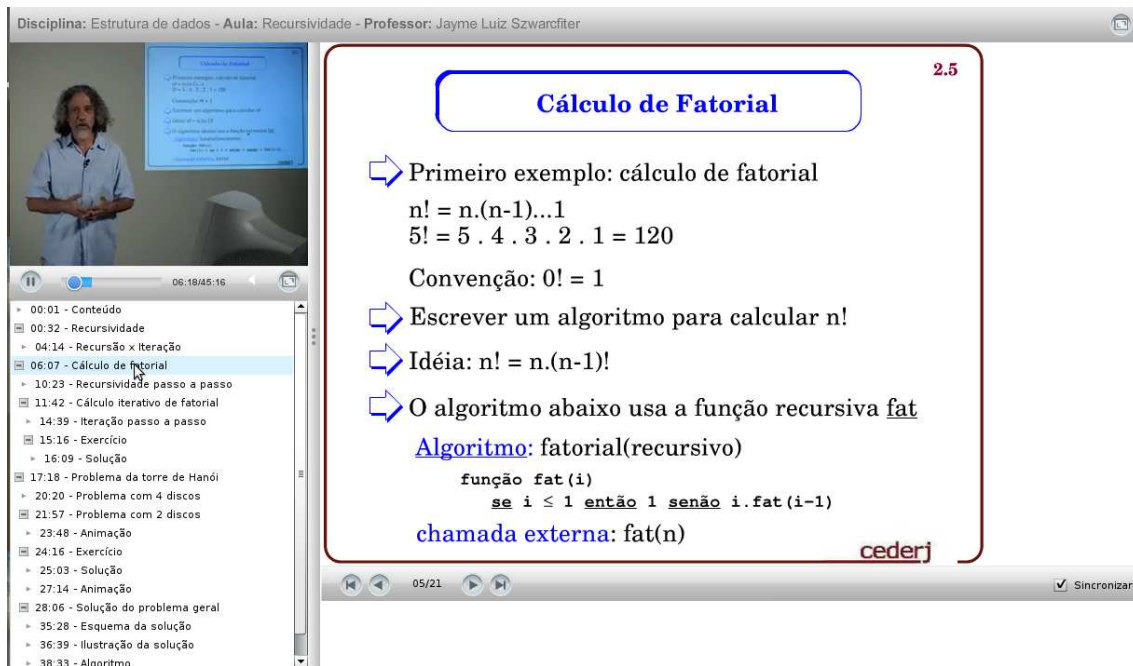 Disciplina: Estrutura de dados - Aula: Recursividade - Professor: Jayme Luiz Szwarcfiter
Cálculo de Fatorial
cederj
06:18/45:16
00:01 - Conteúdo
00:32 - Recursividade
04:14 - Recursão x Iteração
06:07 - Cálculo de fatorial
10:23 - Recursividade passo a passo
11:42 - Cálculo iterativo de fatorial
14:39 - Iteração passo a passo
15:16 - Exercício
16:09 - Solução
17:18 - Problema da torre de Hanói
20:20 - Problema com 4 discos
21:57 - Problema com 2 discos
23:48 - Animação
24:16 - Exercício
25:03 - Solução
27:14 - Animação
28:06 - Solução do problema geral
35:28 - Esquema da solução
36:39 - Ilustração da solução
38:33 - Algoritmo
2.5
Cálculo de Fatorial
Primeiro exemplo: cálculo de fatorial
n! = n.(n-1)...1
5! = 5 . 4 . 3 . 2 . 1 = 120
Convenção: 0! = 1
Escrever um algoritmo para calcular n!
Idéia: n! = n.(n-1)!
O algoritmo abaixo usa a função recursiva fat
Algoritmo: fatorial(recursivo)
função fat(i)
se i ≤ 1 então 1 senão i.fat(i-1)
chamada externa: fat(n)
cederj
05/21
Sincronizar